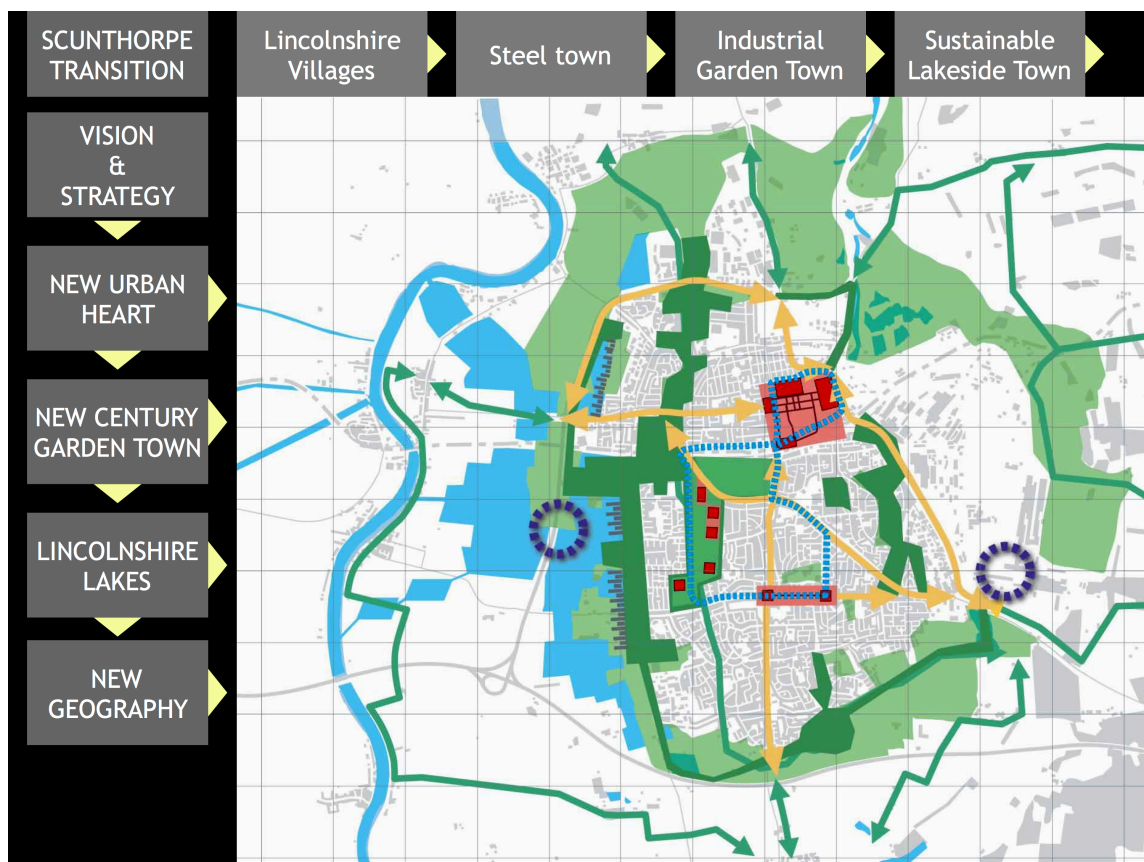 SCUNTHORPE
TRANSITION
Lincolnshire
Villages
Steel town
Industrial
Garden Town
Sustainable
Lakeside Town
VISION
&
STRATEGY
NEW URBAN
HEART
NEW CENTURY
GARDEN TOWN
LINCOLNSHIRE
LAKES
NEW
GEOGRAPHY